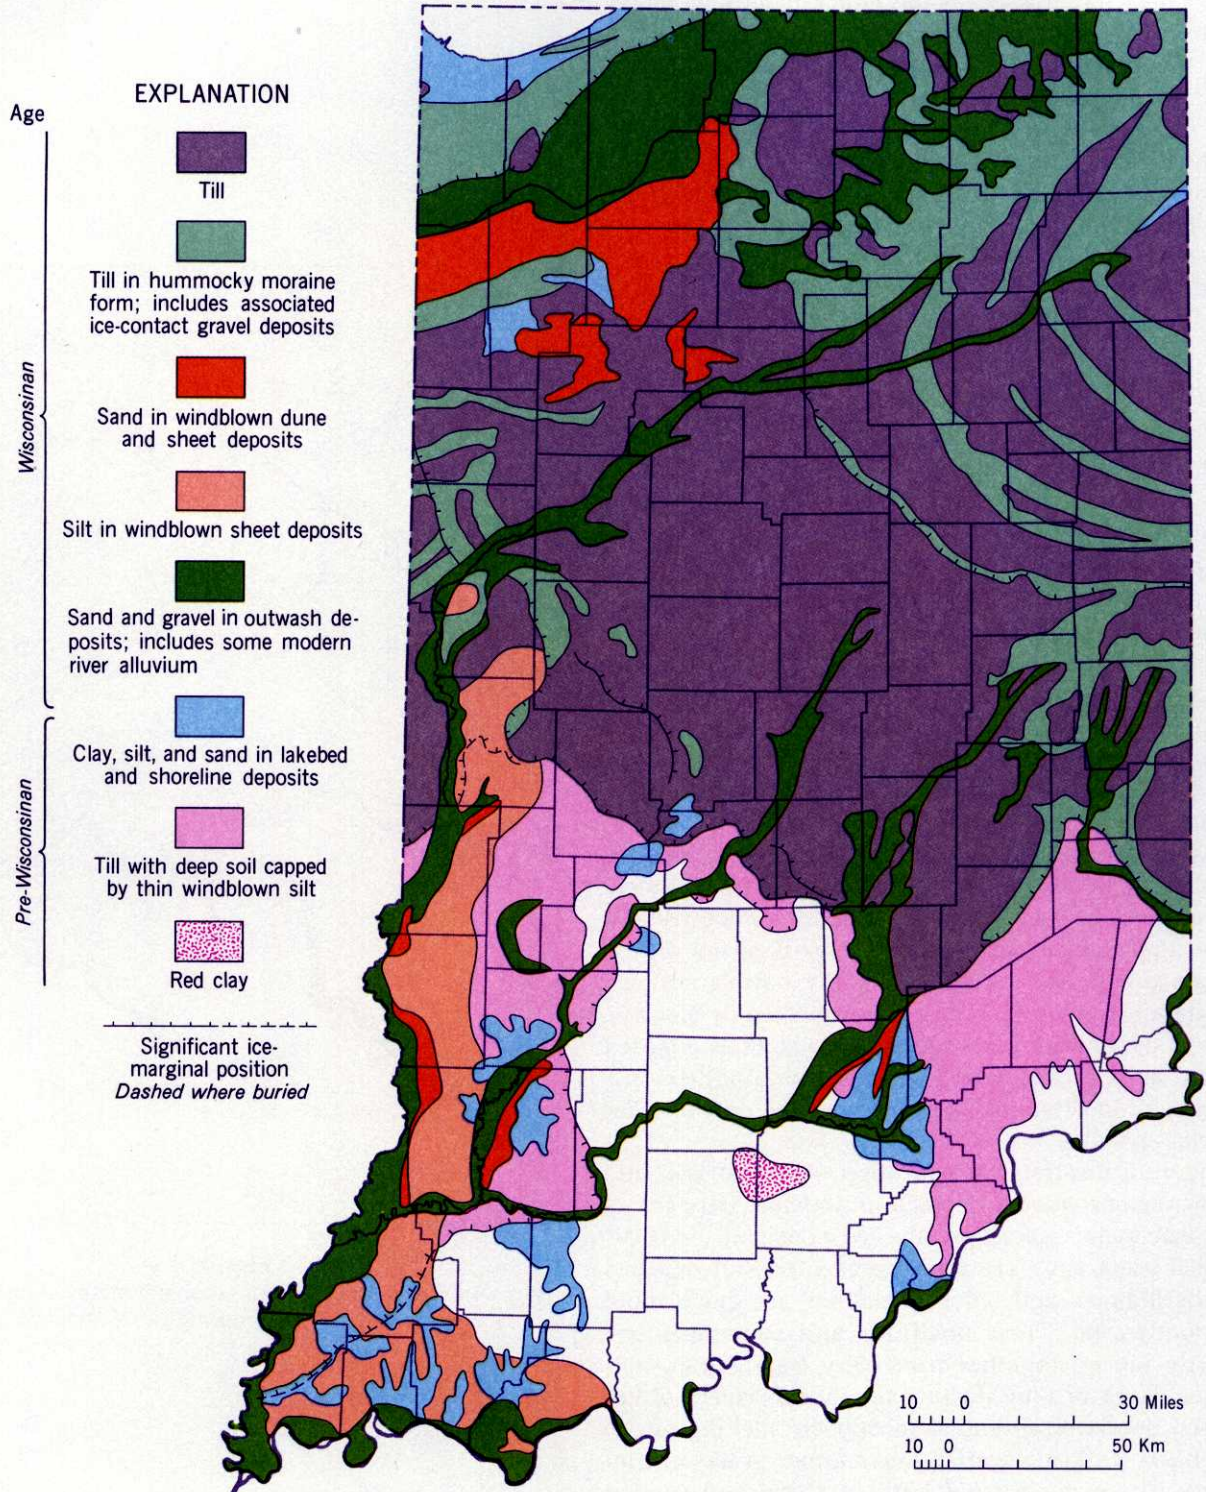 EXPLANATION
Age
Till
Till in hummocky moraine
form; includes associated
ice-contact gravel deposits
Sand in windblown dune
and sheet deposits
Silt in windblown sheet deposits
Sand and gravel in outwash de-
posits; includes some modern
river alluvium
Clay, silt, and sand in lakebed
and shoreline deposits
Till with deep soil capped
by thin windblown silt
Red clay
Significant ice-
marginal position
Dashed where buried
Wisconsinan
Pre-Wisconsinan
10 0 30 Miles
10 0 50 Km